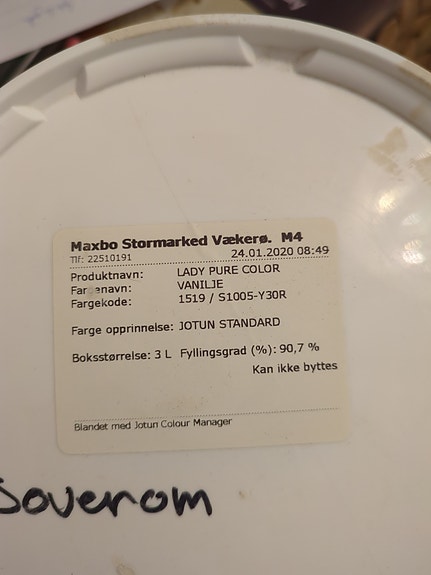 Maxbo Stormarked Vækerø. M4
Tlf: 22510191 24.01.2020 08:49
Produktnavn: LADY PURE COLOR
Fargenavn: VANILJE
Fargekode: 1519 / S1005-Y30R
Farge opprinnelse: JOTUN STANDARD
Boksstørrelse: 3 L Fyllingsgrad (%): 90,7 %
Kan ikke byttes
Blandet med Jotun Colour Manager
Soverom